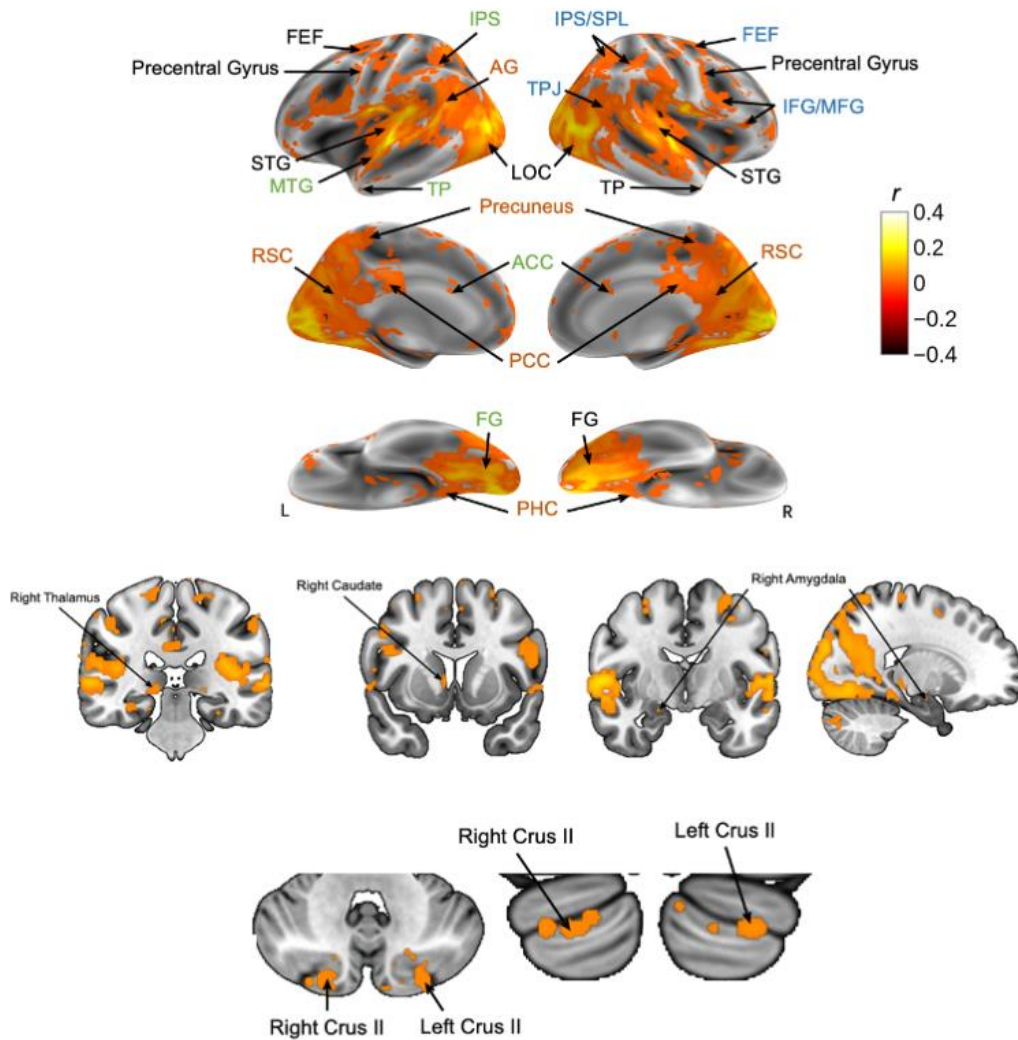 IPS
IPS/SPL
FEF
FEF
Precentral Gyrus
Precentral Gyrus
AG
TPJ
IFG/MFG
STG
LOC
STG
MTG
TP
TP
Precuneus
r
0.4
0.2
0
−0.2
−0.4
RSC
ACC
RSC
PCC
FG
FG
L
PHC
R
Right Thalamus
Right Caudate
Right Amygdala
Right Crus II
Left Crus II
Right Crus II
Left Crus II